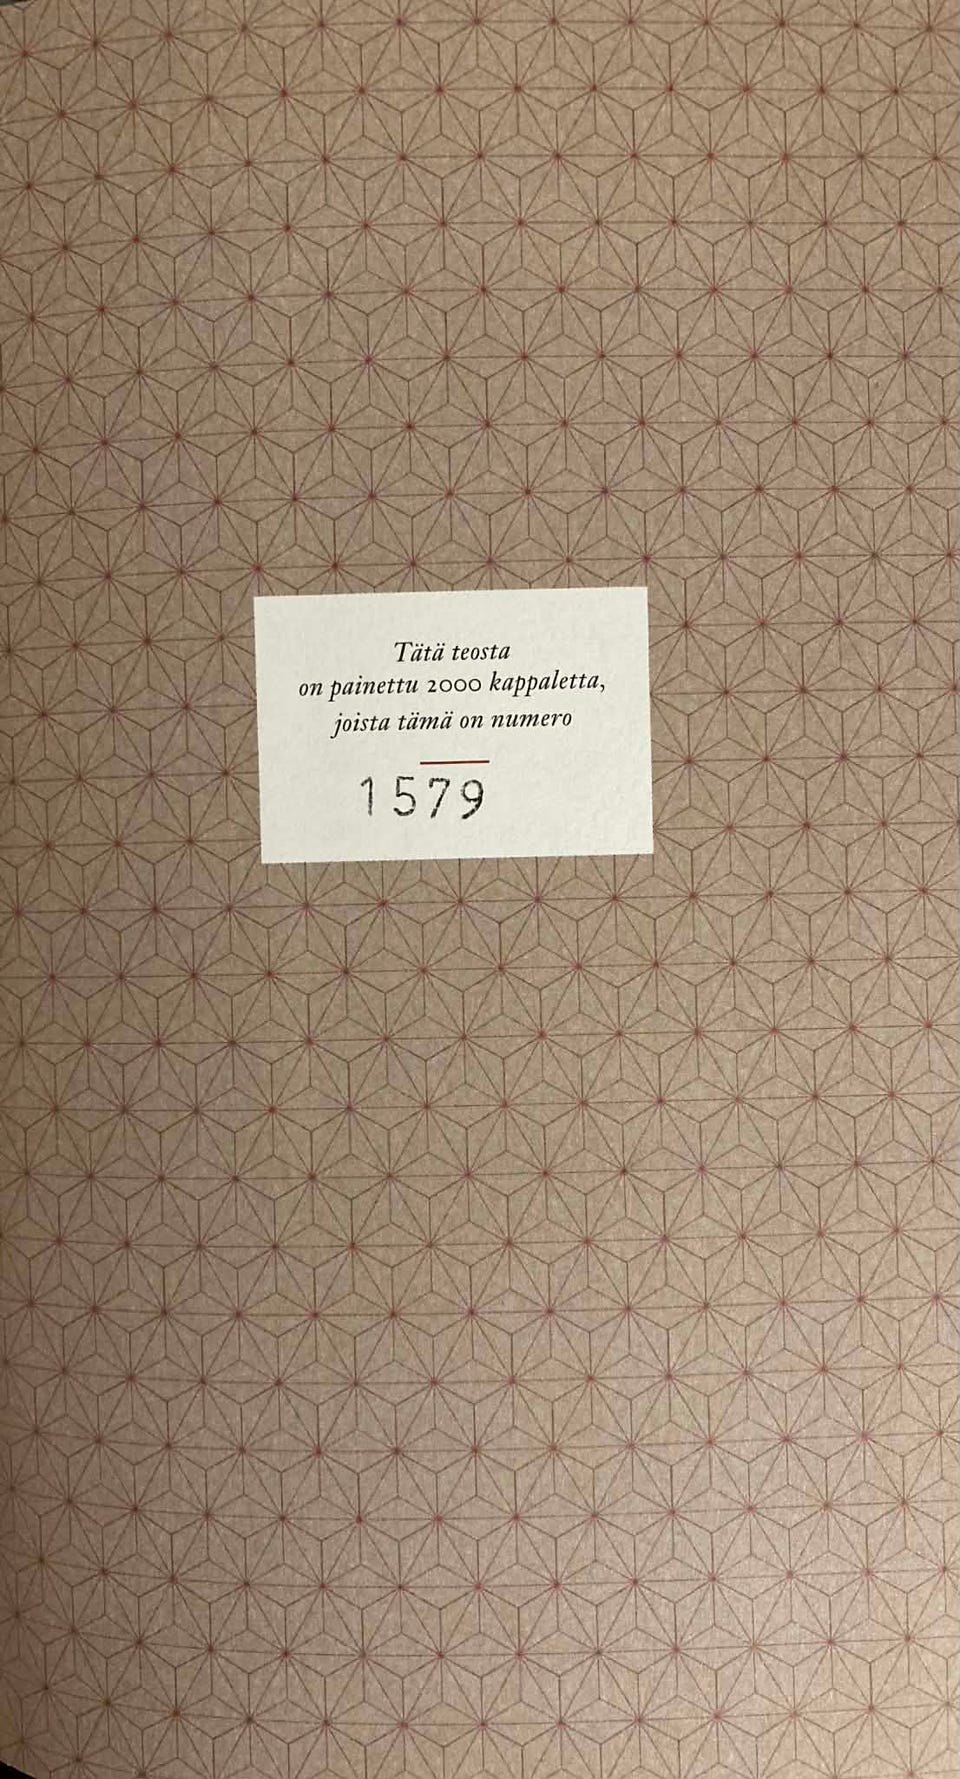 Tätä teosta
on painettu 2000 kappaletta,
joista tämä on numero
1579